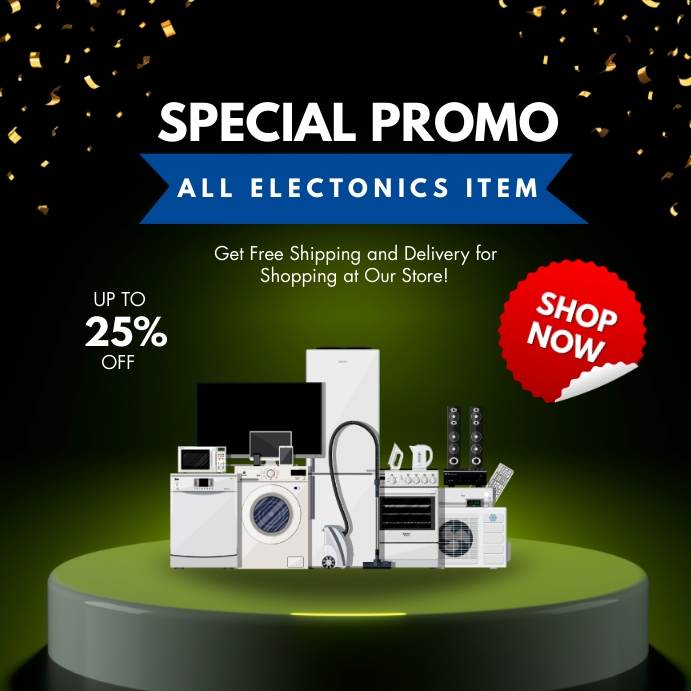 SPECIAL PROMO
ALL ELECTONICS ITEM
Get Free Shipping and Delivery for
Shopping at Our Store!
UP TO
25%
OFF
SHOP
NOW